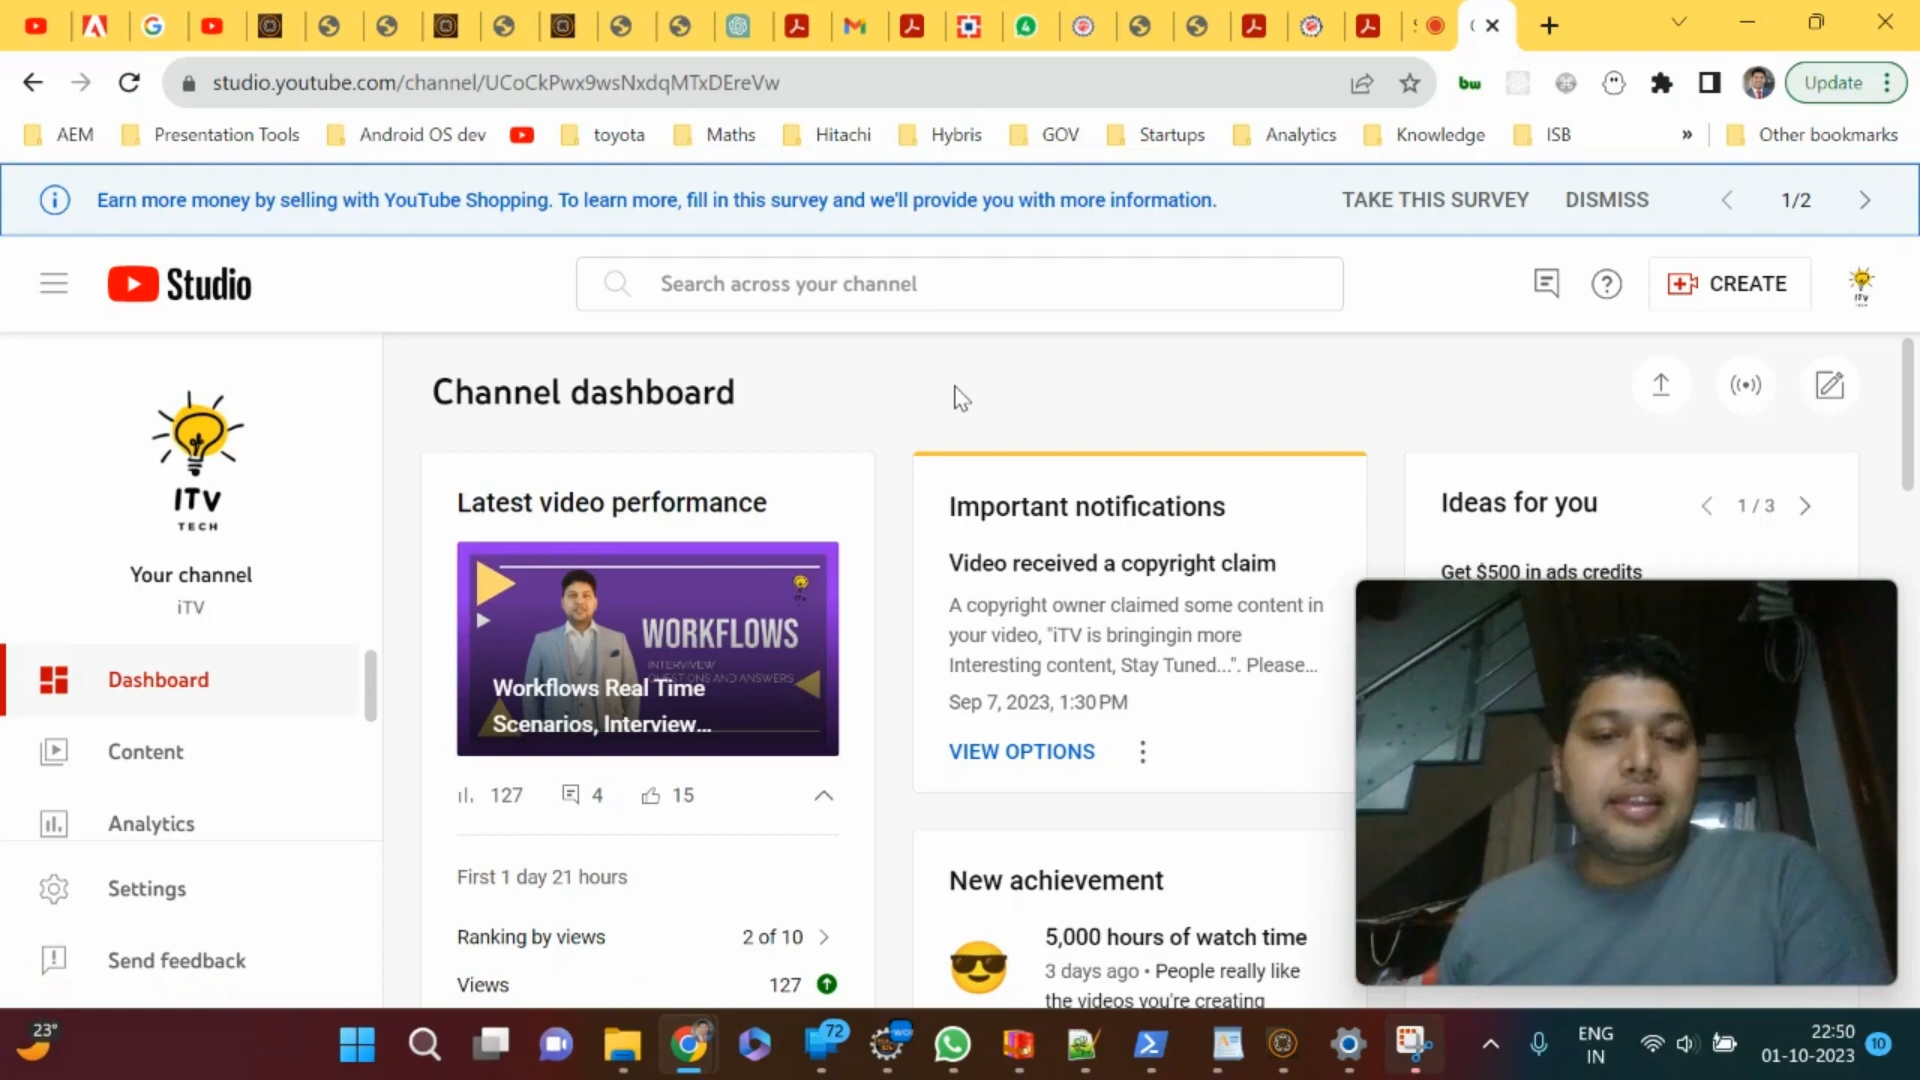 studio.youtube.com/channel/UCoCkPwx9wsNxdqMTxDEreVw
bw
Update
AEM
Presentation Tools
Android OS dev
toyota
Maths
Hitachi
Hybris
GOV
Startups
Analytics
Knowledge
ISB
»
Other bookmarks
Earn more money by selling with YouTube Shopping. To learn more, fill in this survey and we'll provide you with more information.
TAKE THIS SURVEY
DISMISS
1/2
Studio
Search across your channel
CREATE
ITV
TECH
Your channel
iTV
Dashboard
Content
Analytics
Settings
Send feedback
Channel dashboard
Latest video performance
WORKFLOWS
INTERVIVEW
QUESTIONS AND ANSWERS
Workflows Real Time
Scenarios, Interview...
127
4
15
First 1 day 21 hours
Ranking by views
2 of 10
Views
127
Important notifications
Video received a copyright claim
A copyright owner claimed some content in
your video, "iTV is bringingin more
Interesting content, Stay Tuned...". Please...
Sep 7, 2023, 1:30 PM
VIEW OPTIONS
New achievement
5,000 hours of watch time
3 days ago • People really like
the videos you're creating
Ideas for you
1 / 3
Get $500 in ads credits
23°
72
ENG
IN
22:50
01-10-2023
10